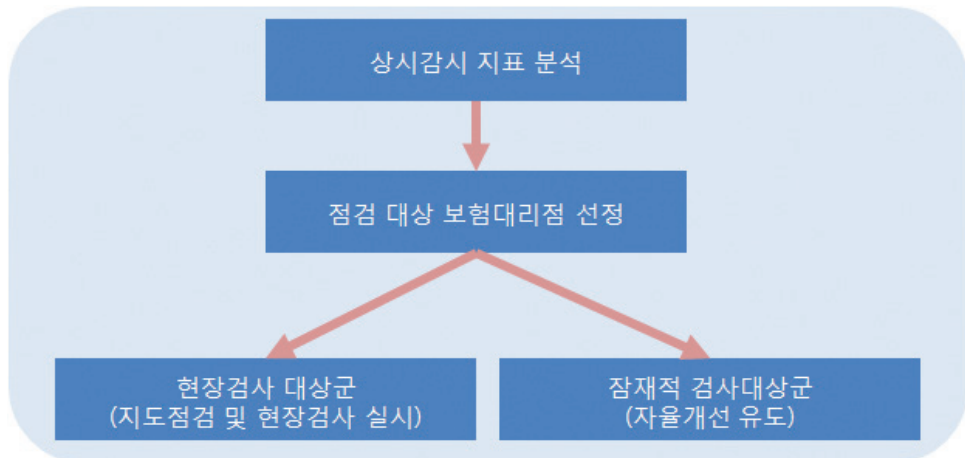 상시감시 지표 분석
점검 대상 보험대리점 선정
현장검사 대상군
(지도점검 및 현장검사 실시)
잠재적 검사대상군
(자율개선 유도)